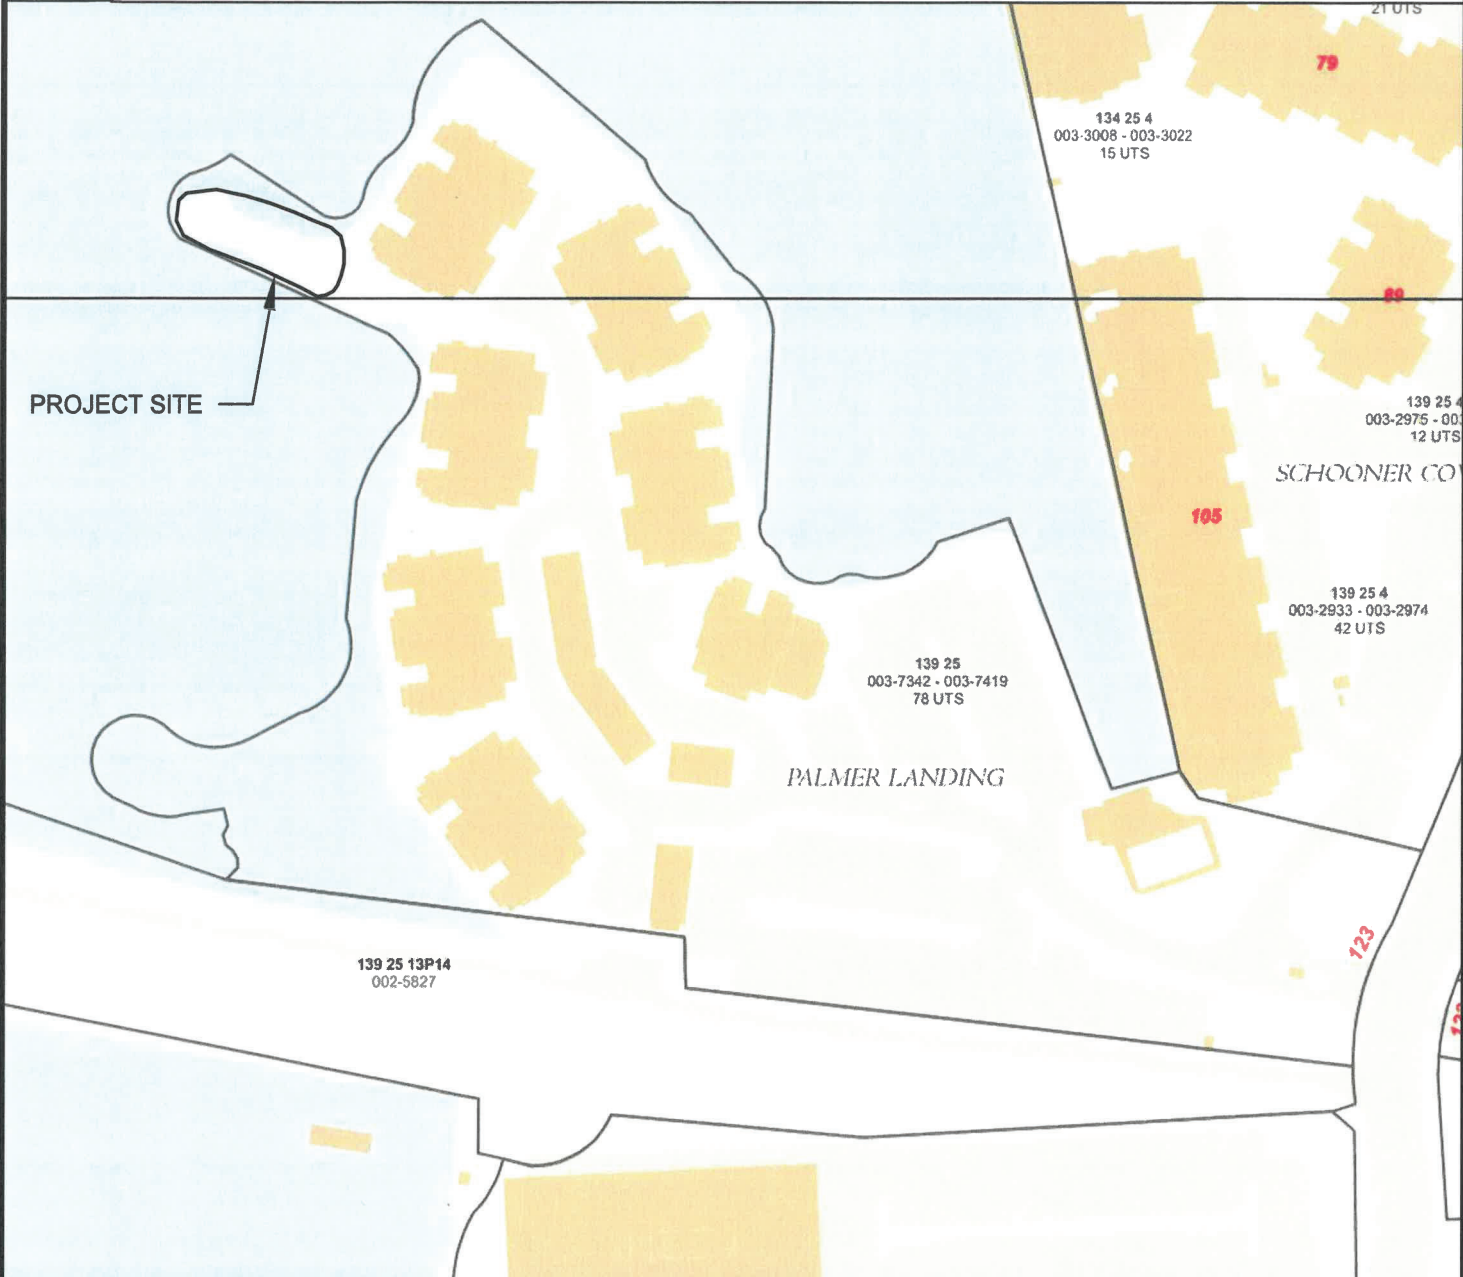 21 UTS
79
134 25 4
003-3008 - 003-3022
15 UTS
89
PROJECT SITE
139 25 4
003-2975 - 003
12 UTS
SCHOONER CO
105
139 25 4
003-2933 - 003-2974
42 UTS
139 25
003-7342 - 003-7419
78 UTS
PALMER LANDING
123
139 25 13P14
002-5827